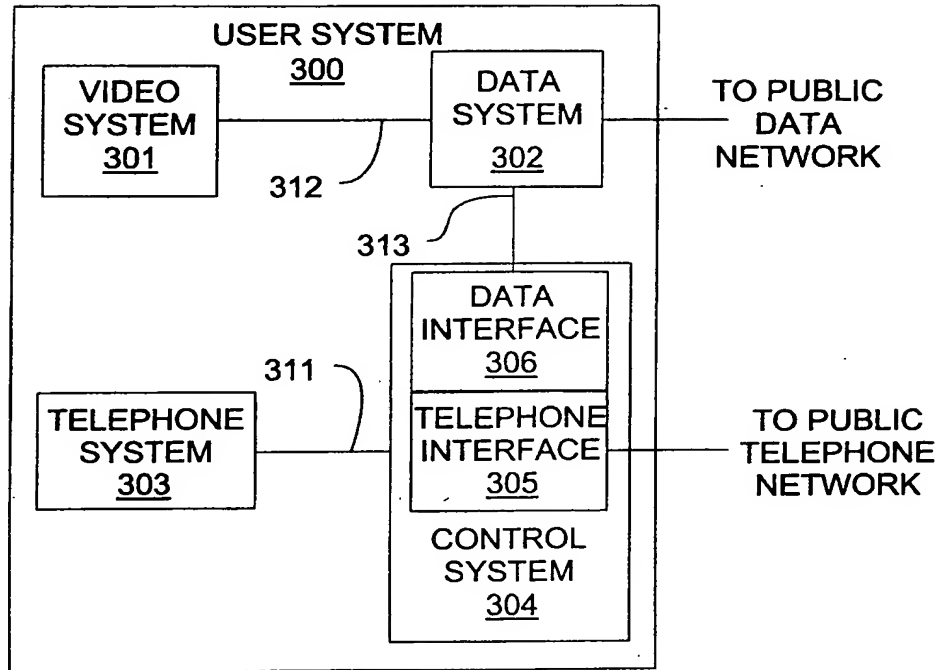 USER SYSTEM
300
VIDEO
SYSTEM
301
DATA
SYSTEM
302
TO PUBLIC
DATA
NETWORK
312
313
DATA
INTERFACE
306
311
TELEPHONE
SYSTEM
303
TELEPHONE
INTERFACE
305
TO PUBLIC
TELEPHONE
NETWORK
CONTROL
SYSTEM
304